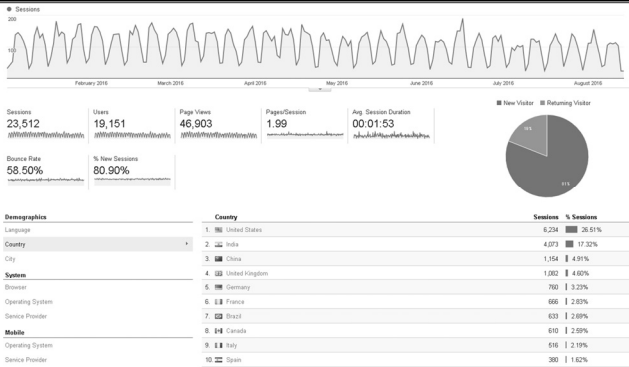 Sessions
200
100
February 2016 March 2016 April 2016 May 2016 June 2016 July 2016 August 2016
New Visitor Returning Visitor
Sessions Users Page Views Pages/Session Avg. Session Duration
23,512 19,151 46,903 1.99 00:01:53
Bounce Rate % New Sessions
58.50% 80.90%
19%
81%
Demographics
Language
Country
City
System
Browser
Operating System
Service Provider
Mobile
Operating System
Service Provider
Country Sessions % Sessions
1. United States 6,234 26.51%
2. India 4,073 17.32%
3. China 1,154 4.91%
4. United Kingdom 1,082 4.60%
5. Germany 760 3.23%
6. France 666 2.83%
7. Brazil 633 2.69%
8. Canada 610 2.59%
9. Italy 516 2.19%
10. Spain 380 1.62%